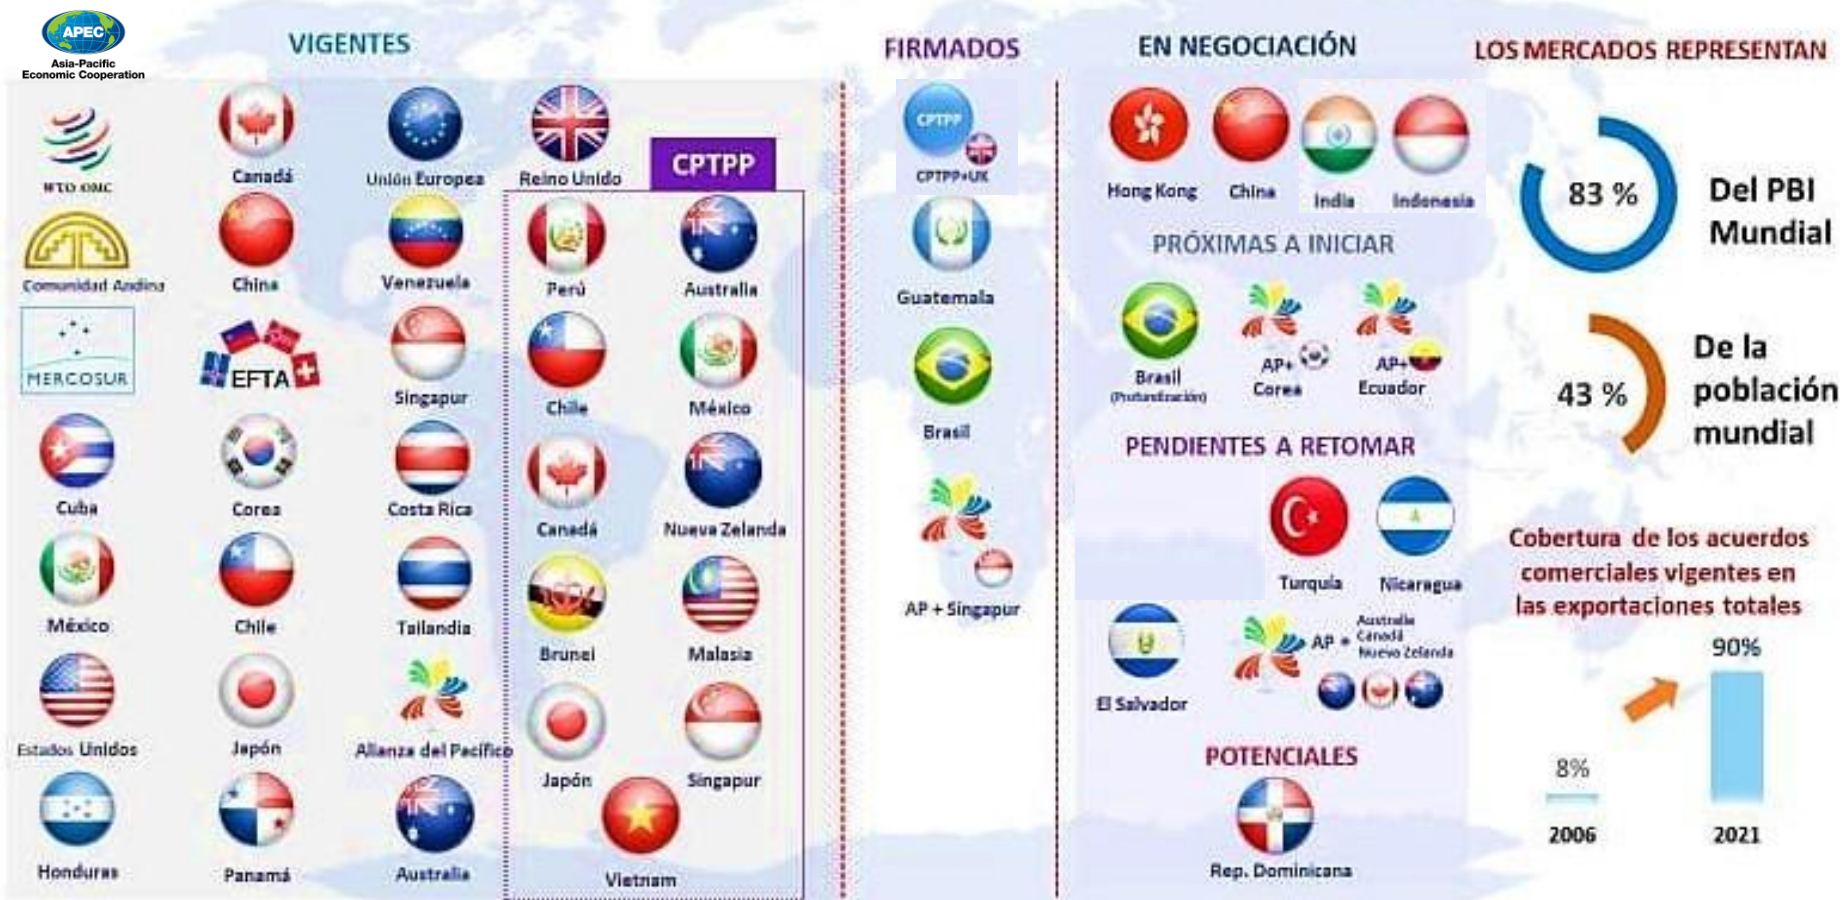 APEC
Asia-Pacific
Economic Cooperation
VIGENTES
WTO OMC
Comunidad Andina
MERCOSUR
Cuba
México
Estados Unidos
Honduras
Canadá
China
EFTA
Corea
Chile
Japón
Panamá
Unión Europea
Venezuela
Singapur
Costa Rica
Tailandia
Alianza del Pacífico
Australia
Reino Unido
CPTPP
Perú
Australia
Chile
México
Canadá
Nueva Zelanda
Brunei
Malasia
Japón
Singapur
Vietnam
FIRMADOS
CPTPP
CPTPP+UK
Guatemala
Brasil
AP + Singapur
EN NEGOCIACIÓN
Hong Kong
China
India
Indonesia
PRÓXIMAS A INICIAR
Brasil
(Profundización)
AP+
Corea
AP+
Ecuador
PENDIENTES A RETOMAR
Turquía
Nicaragua
El Salvador
AP +
Australia
Canadá
Nueva Zelanda
POTENCIALES
Rep. Dominicana
LOS MERCADOS REPRESENTAN
83 %
Del PBI
Mundial
43 %
De la
población
mundial
Cobertura de los acuerdos
comerciales vigentes en
las exportaciones totales
8%
90%
2006
2021